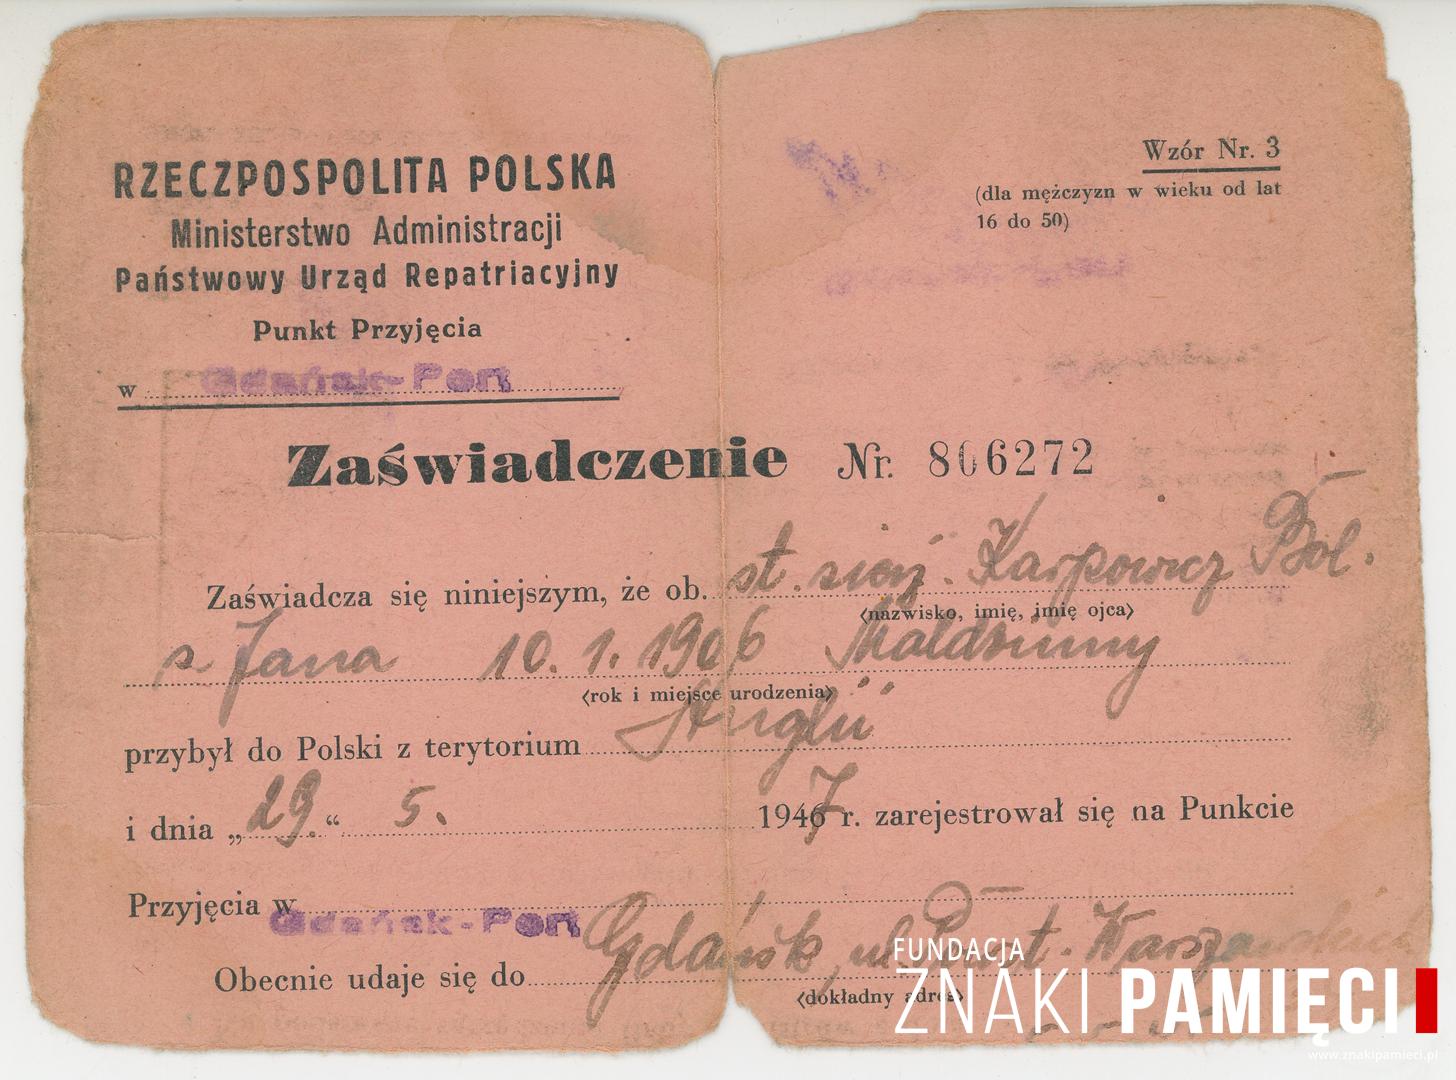 RZECZPOSPOLITA POLSKA
Ministerstwo Administracji
Państwowy Urząd Repatriacyjny
Punkt Przyjęcia
w Gdańsk-Port
Wzór Nr. 3
(dla mężczyzn w wieku od lat
16 do 50)
Zaświadczenie Nr. 806272
Zaświadcza się niniejszym, że ob. st. sierż. Karpowicz Bol.
(nazwisko, imię, imię ojca)
s. Jana 10. 1. 1906
(rok i miejsce urodzenia)
przybył do Polski z terytorium Anglii
i dnia „29.“ 5. 1947 r. zarejestrował się na Punkcie
Przyjęcia w Gdańsk-Port
Obecnie udaje się do Gdańsk, ul.
(dokładny adres)
FUNDACJA
ZNAKI PAMIĘCI
www.znakipamieci.pl